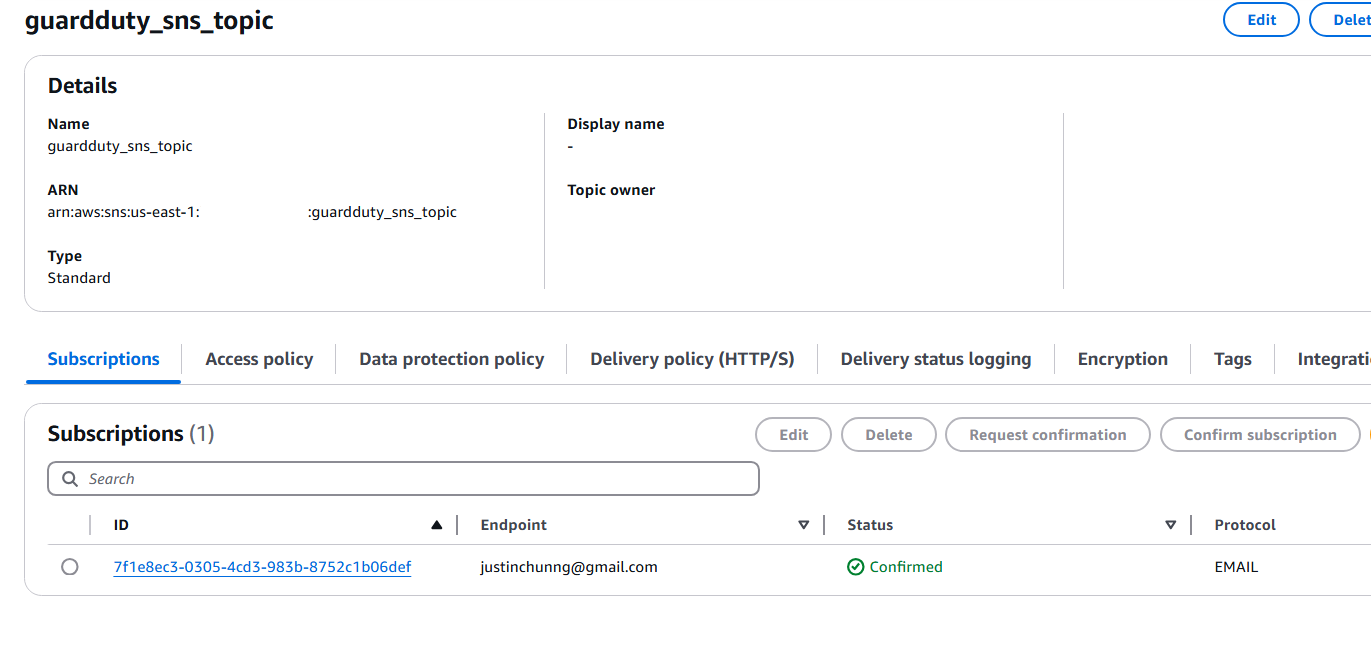 guardduty_sns_topic
Edit
Delet
Details
Name
guardduty_sns_topic
Display name
-
ARN
arn:aws:sns:us-east-1: :guardduty_sns_topic
Topic owner
Type
Standard
Subscriptions Access policy Data protection policy Delivery policy (HTTP/S) Delivery status logging Encryption Tags Integrati
Subscriptions (1)
Edit Delete Request confirmation Confirm subscription
Search
ID Endpoint Status Protocol
7f1e8ec3-0305-4cd3-983b-8752c1b06def justinchunng@gmail.com Confirmed EMAIL